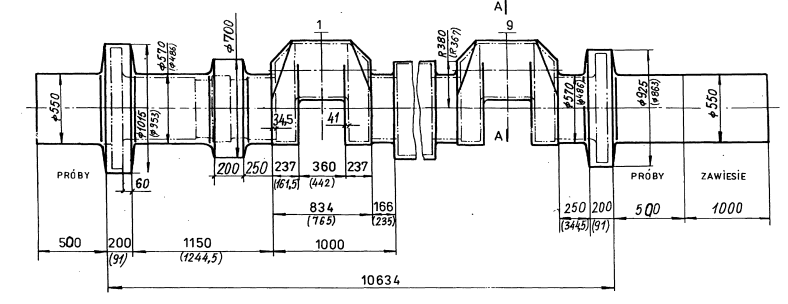 A
1
9
φ700
φ570
(φ486)
R380
(R367)
φ550
φ1015
(φ953)
φ570
(φ486)
φ925
(φ863)
φ550
34,5
41
A
PRÓBY
60
200
250
237
360
237
(161,5)
(442)
PRÓBY
ZAWIESIE
834
166
(765)
(235)
250
200
500
1000
(344,5)
(91)
500
200
1150
1000
(91)
(1244,5)
10634